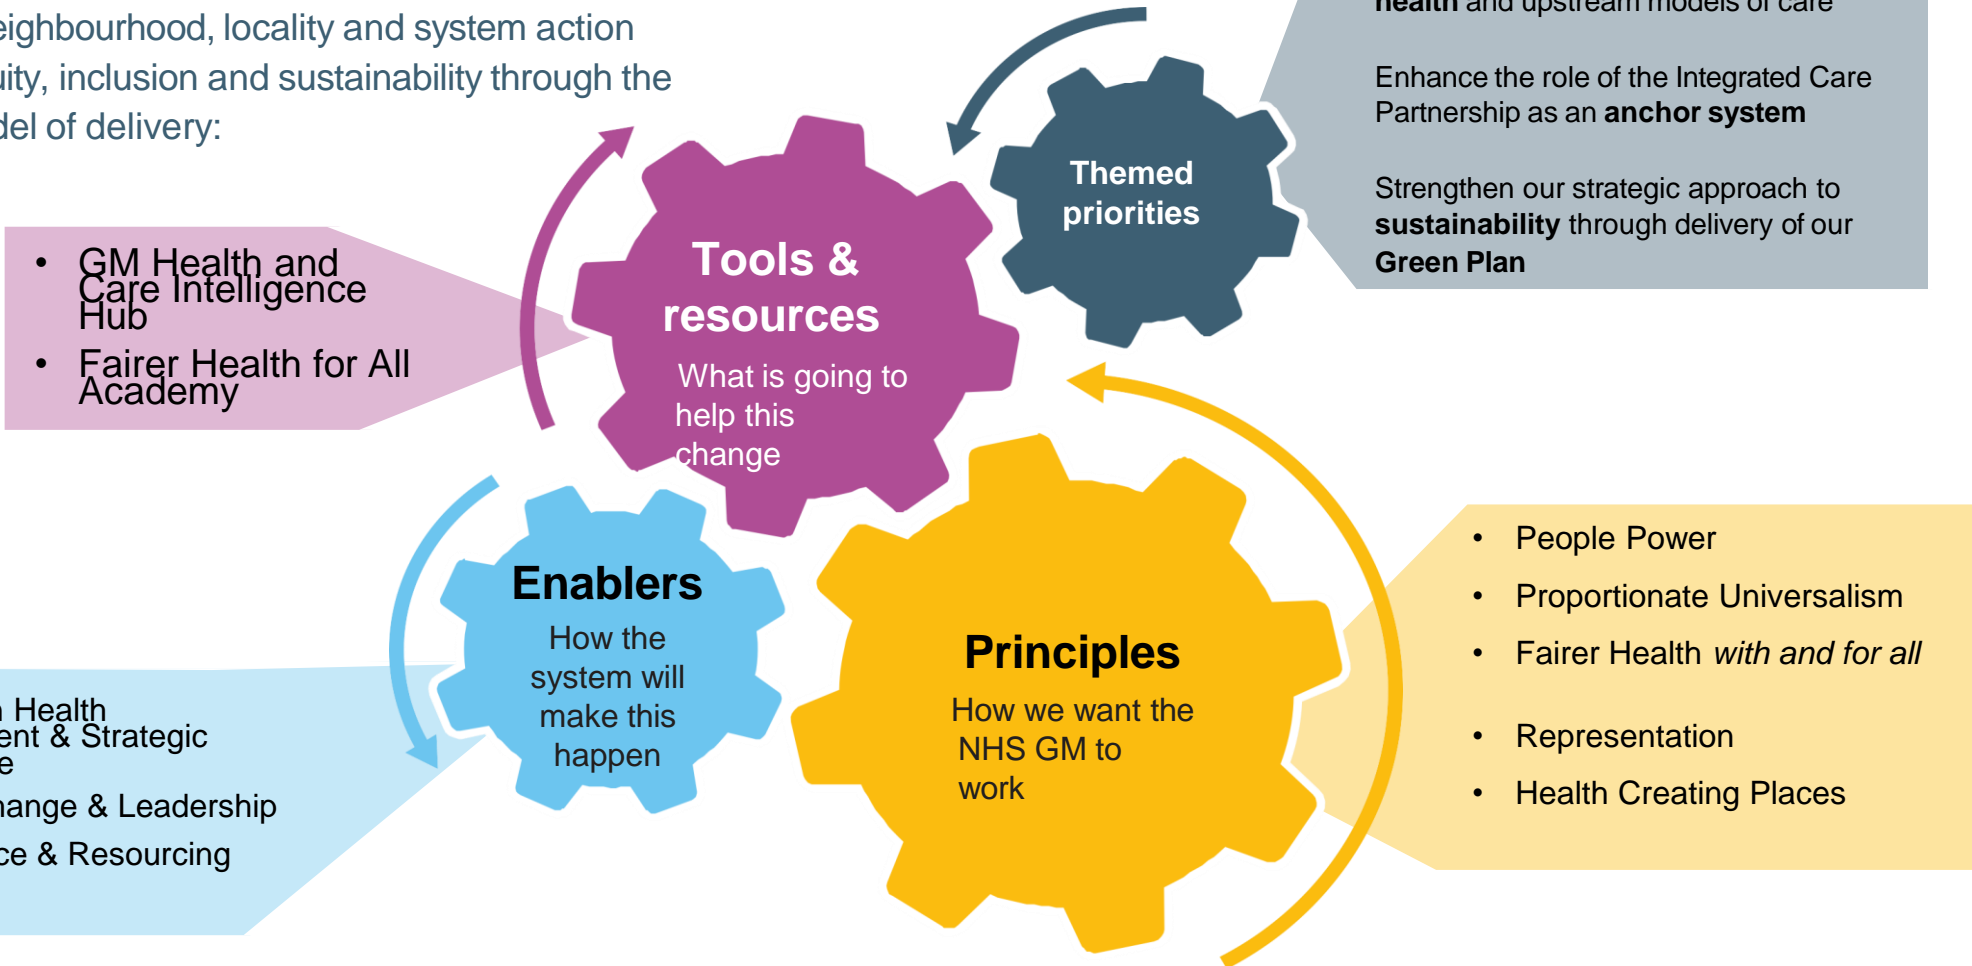 neighbourhood, locality and system action
uity, inclusion and sustainability through the
del of delivery:
health and upstream models of care
Enhance the role of the Integrated Care
Partnership as an anchor system
Strengthen our strategic approach to
sustainability through delivery of our
Green Plan
Themed
priorities
• GM Health and
Care Intelligence
Hub
• Fairer Health for All
Academy
Tools &
resources
What is going to
help this
change
Enablers
How the
system will
make this
happen
Principles
How we want the
NHS GM to
work
• People Power
• Proportionate Universalism
• Fairer Health with and for all
• Representation
• Health Creating Places
Health
ent & Strategic
e
hange & Leadership
ce & Resourcing